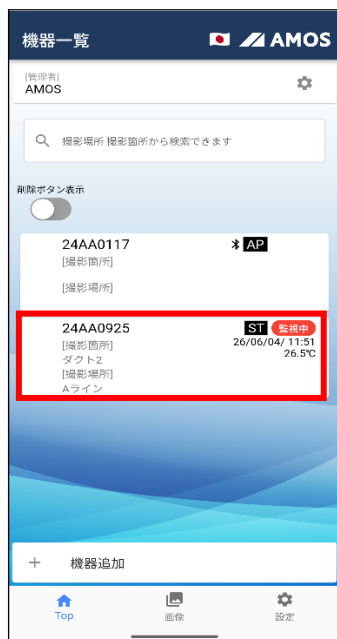 機器一覧
AMOS
[管理者]
AMOS
撮影場所 撮影箇所から検索できます
削除ボタン表示
24AA0117
AP
[撮影箇所]
[撮影場所]
24AA0925
ST 監視中
[撮影箇所]
26/06/04/ 11:51
ダクト2
26.5℃
[撮影場所]
Aライン
+ 機器追加
Top
画像
設定